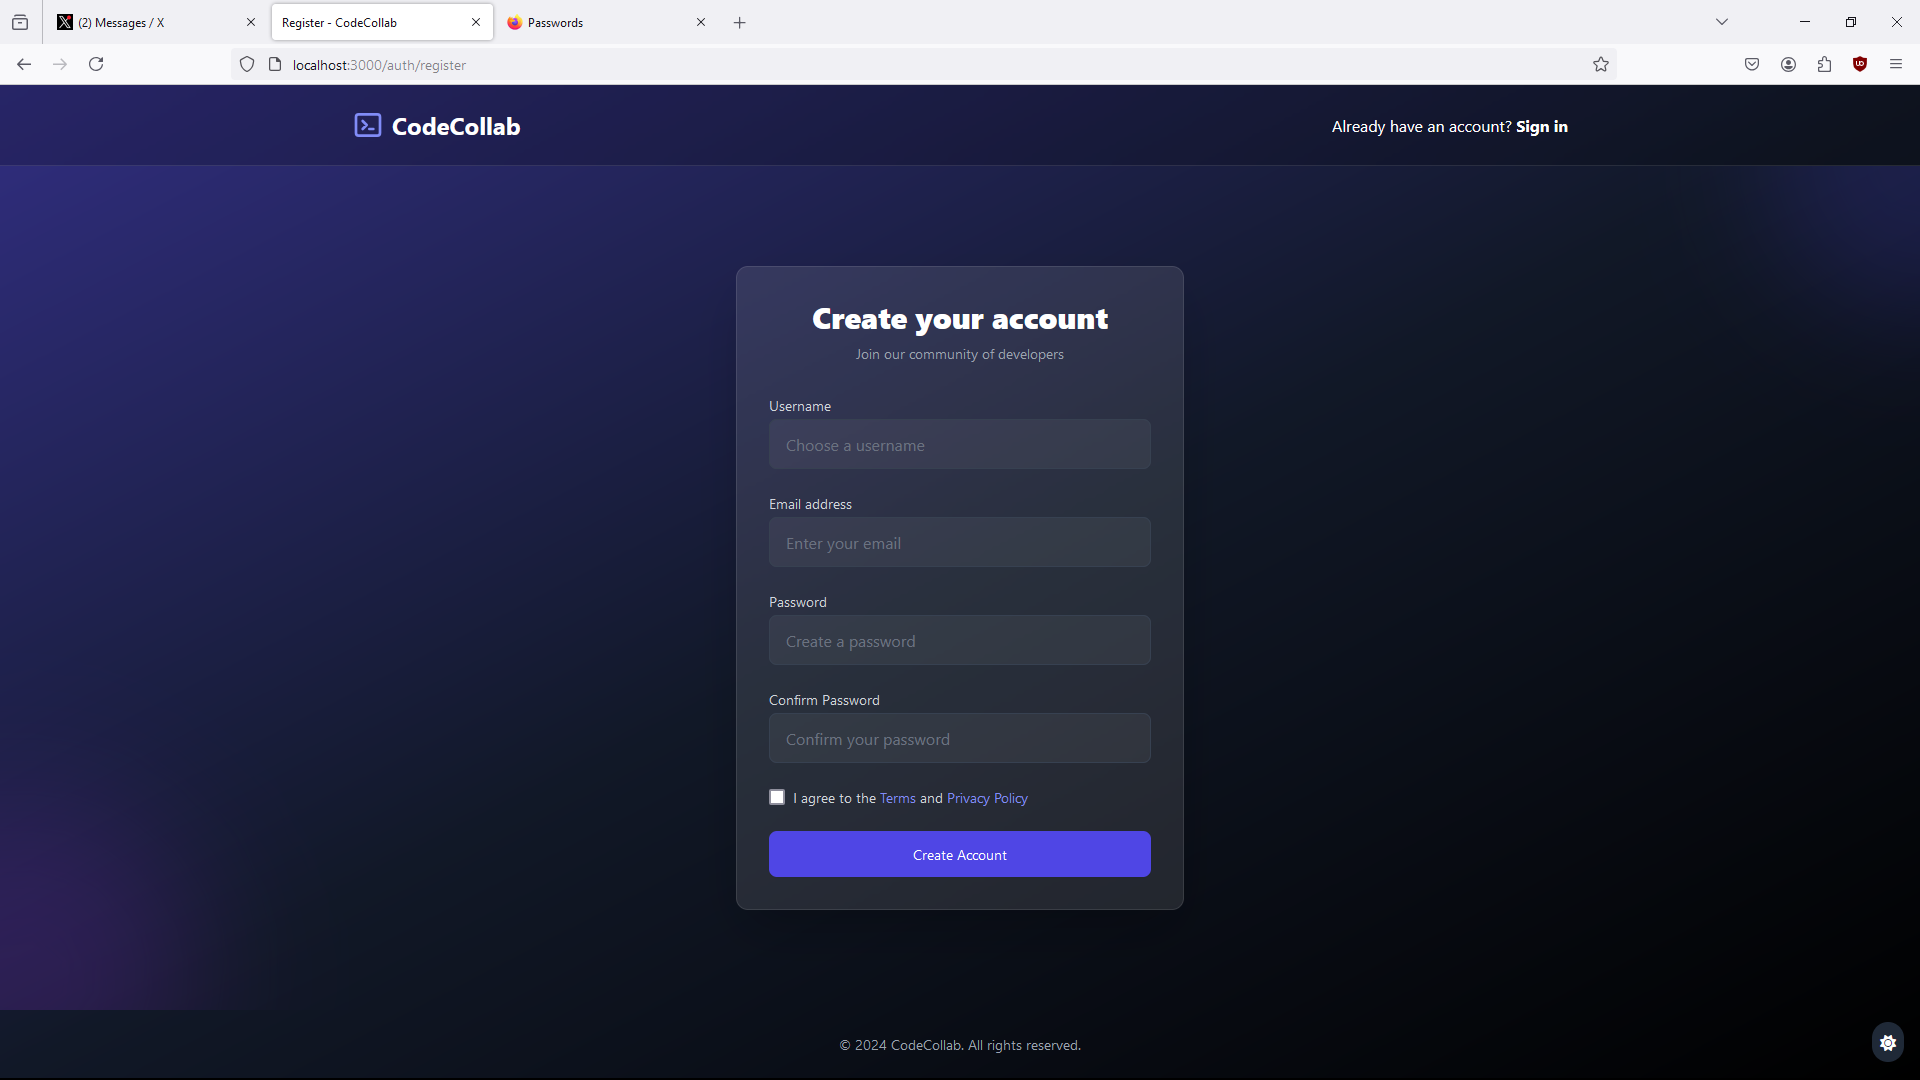 (2) Messages / X
Register - CodeCollab
Passwords
localhost:3000/auth/register
CodeCollab
Already have an account? Sign in
Create your account
Join our community of developers
Username
Choose a username
Email address
Enter your email
Password
Create a password
Confirm Password
Confirm your password
I agree to the Terms and Privacy Policy
Create Account
© 2024 CodeCollab. All rights reserved.